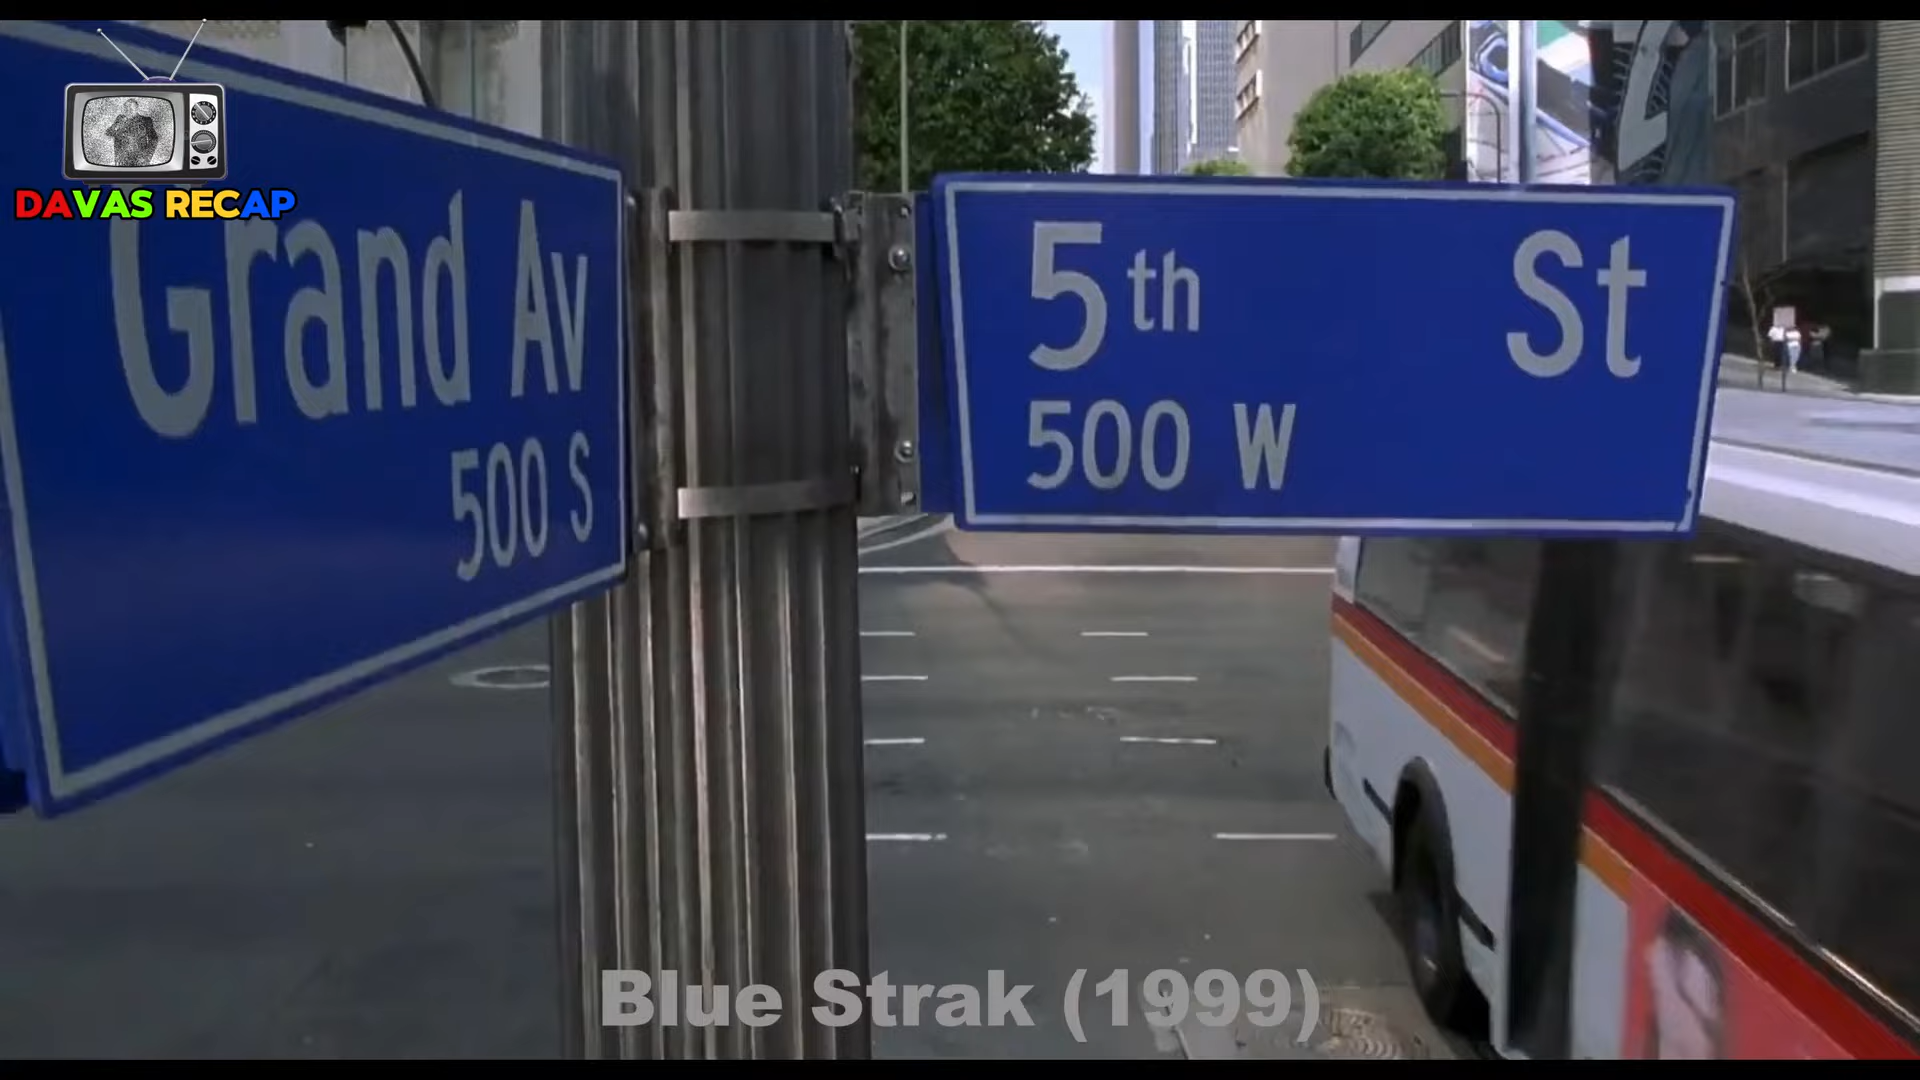 DAVAS RECAP
Grand Av
500 S
5th St
500 W
Blue Strak (1999)